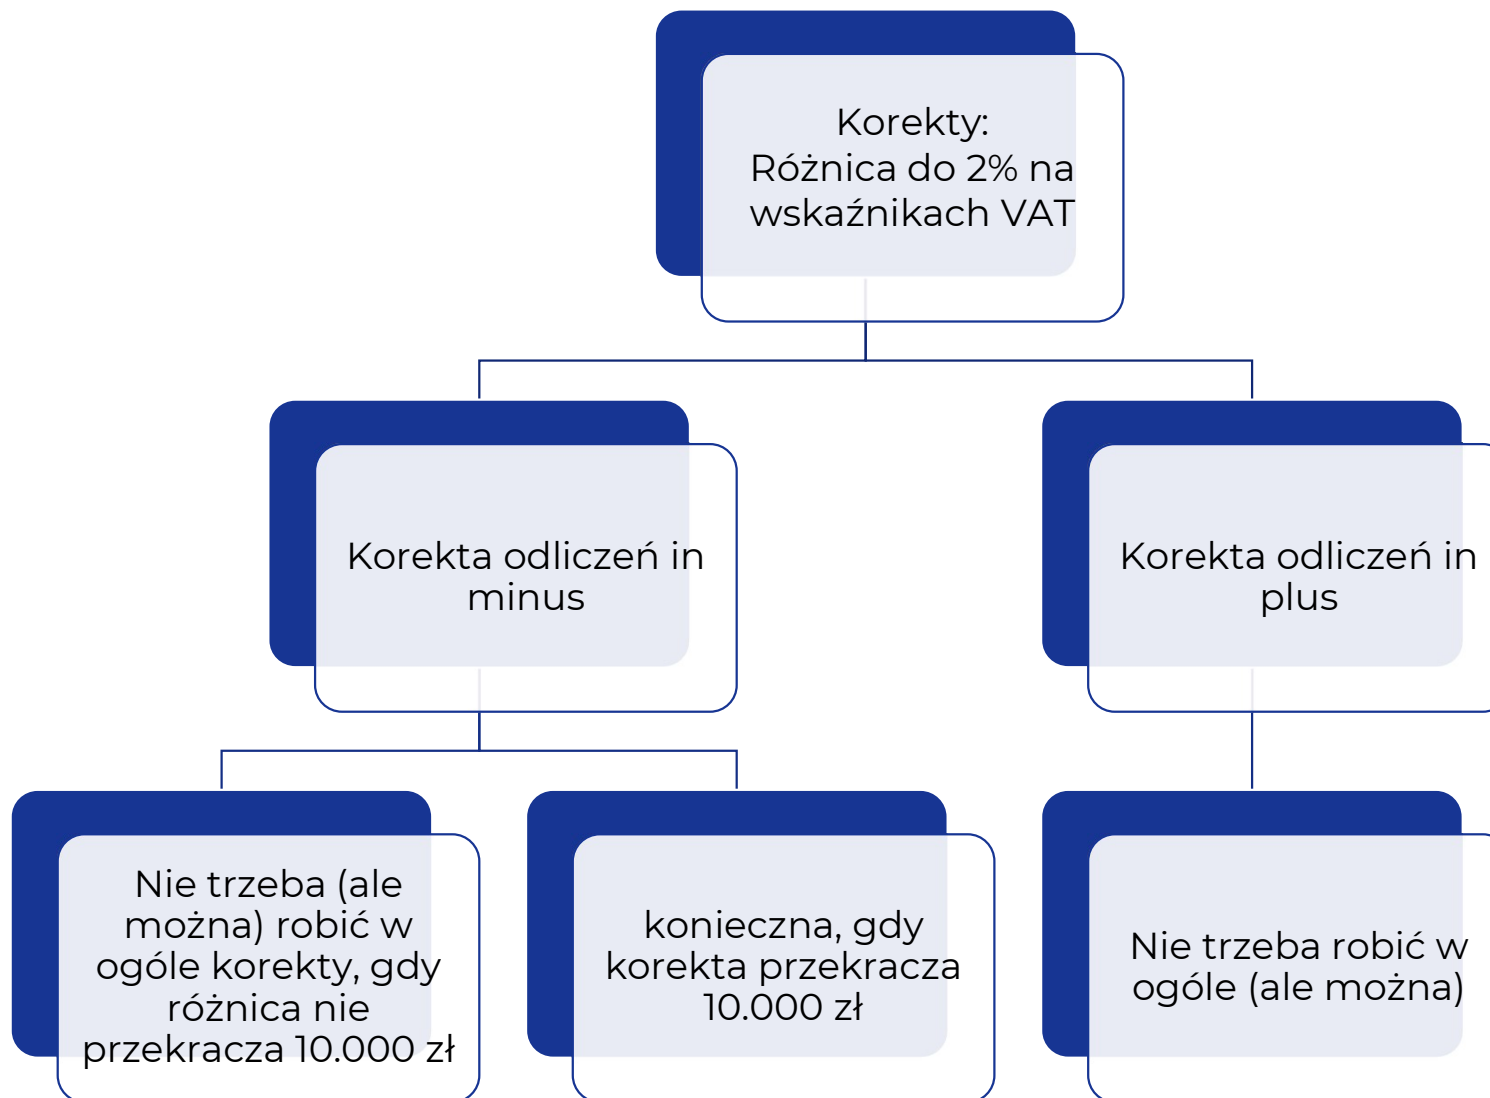 Korekty:
Różnica do 2% na
wskaźnikach VAT
Korekta odliczeń in
minus
Korekta odliczeń in
plus
Nie trzeba (ale
można) robić w
ogóle korekty, gdy
różnica nie
przekracza 10.000 zł
konieczna, gdy
korekta przekracza
10.000 zł
Nie trzeba robić w
ogóle (ale można)